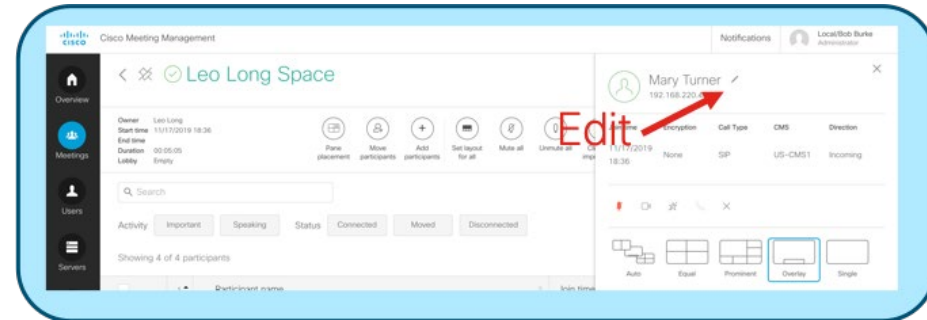 cisco
Cisco Meeting Management
Notifications
Local/Bob Burke
Administrator
Overview
Meetings
Users
Servers
Leo Long Space
Owner Leo Long
Start time 11/17/2019 18:36
End time
Duration 00:05:05
Lobby Empty
Pane placement
Move participants
Add participants
Set layout for all
Mute all
Unmute all
Search
Activity Important Speaking Status Connected Moved Disconnected
Showing 4 of 4 participants
Participant name
Join time
Mary Turner
192.168.220.
Edit
Encryption Call Type CMS Direction
11/17/2019
18:36
None SIP US-CMS1 Incoming
Auto Equal Prominent Overlay Single